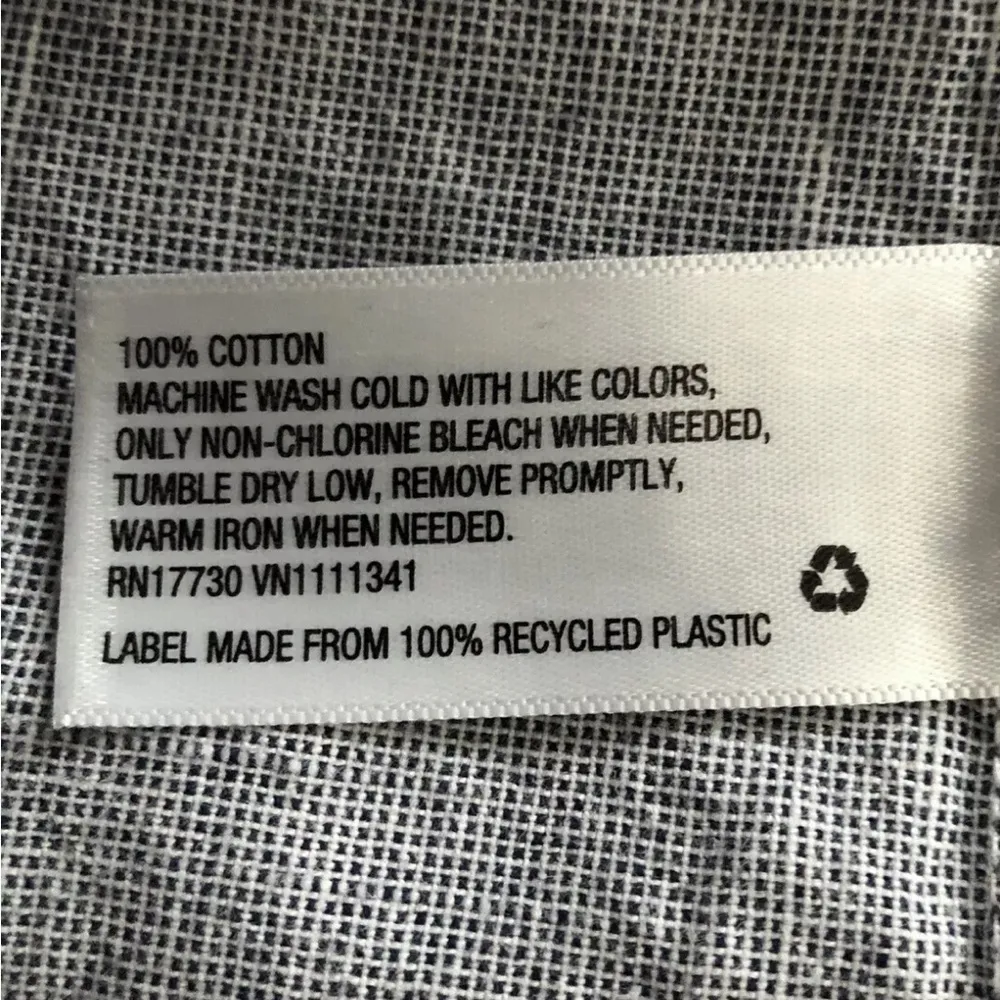 100% COTTON
MACHINE WASH COLD WITH LIKE COLORS,
ONLY NON-CHLORINE BLEACH WHEN NEEDED,
TUMBLE DRY LOW, REMOVE PROMPTLY,
WARM IRON WHEN NEEDED.
RN17730 VN1111341
LABEL MADE FROM 100% RECYCLED PLASTIC